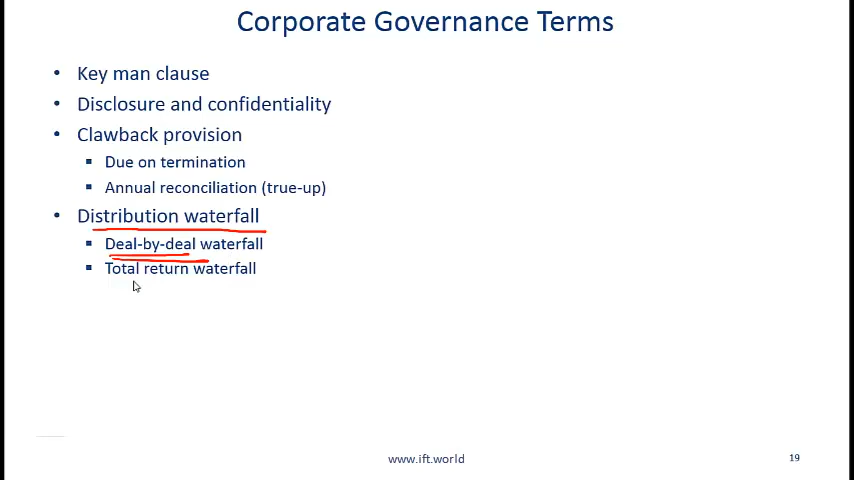 Corporate Governance Terms
• Key man clause
• Disclosure and confidentiality
• Clawback provision
▪ Due on termination
▪ Annual reconciliation (true-up)
• Distribution waterfall
▪ Deal-by-deal waterfall
▪ Total return waterfall
www.ift.world
19